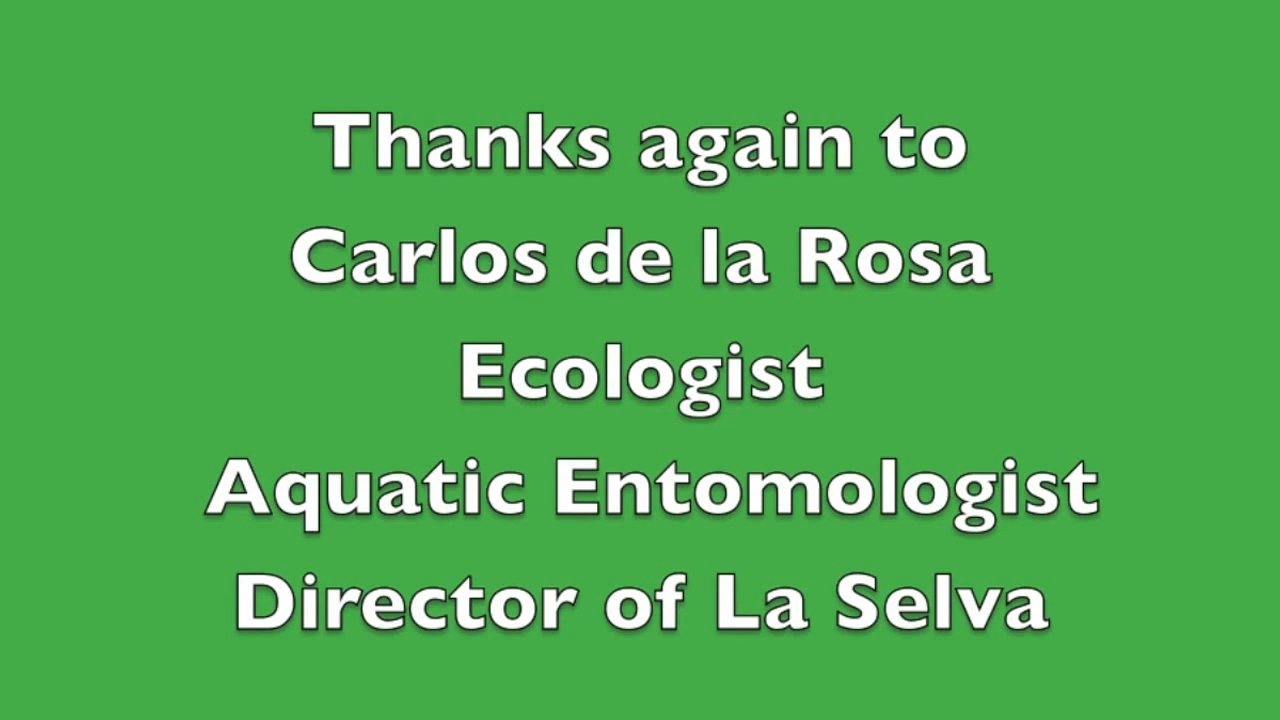 Thanks again to
Carlos de la Rosa
Ecologist
Aquatic Entomologist
Director of La Selva